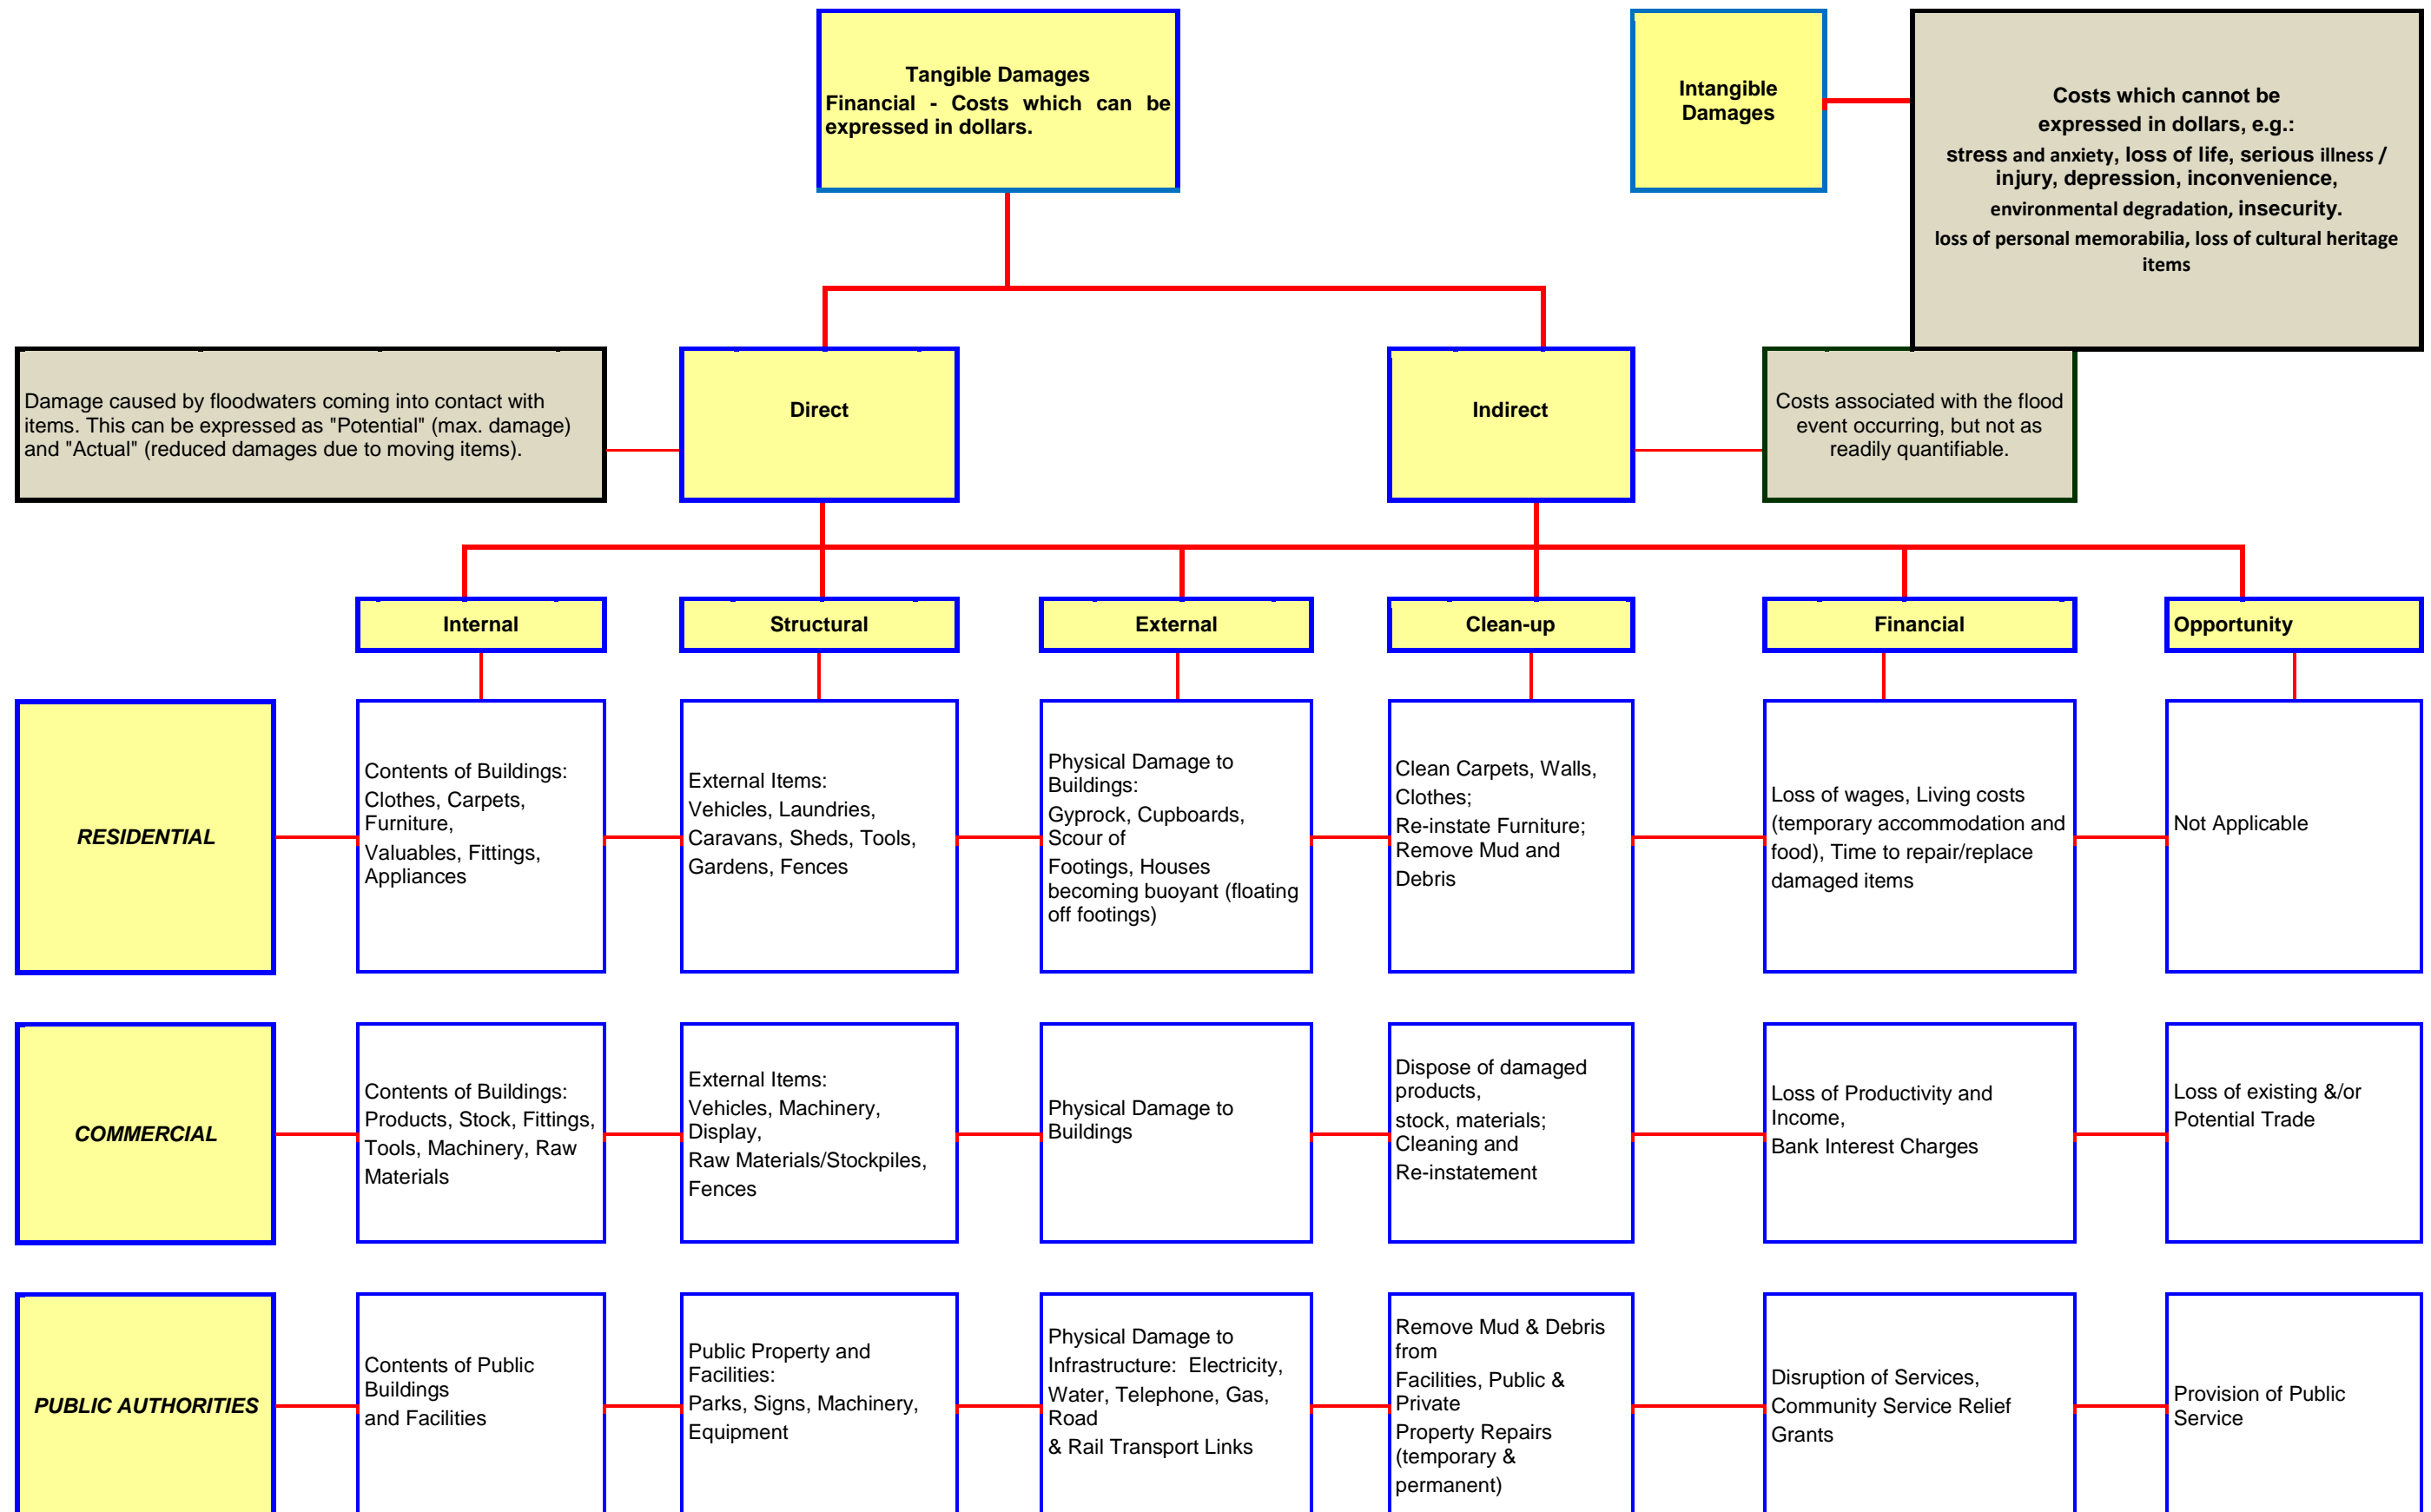 Tangible Damages
Financial - Costs which can be
expressed in dollars.
Intangible
Damages
Costs which cannot be
expressed in dollars, e.g.:
stress and anxiety, loss of life, serious illness /
injury, depression, inconvenience,
environmental degradation, insecurity.
loss of personal memorabilia, loss of cultural heritage
items
Damage caused by floodwaters coming into contact with
items. This can be expressed as "Potential" (max. damage)
and "Actual" (reduced damages due to moving items).
Direct
Indirect
Costs associated with the flood
event occurring, but not as
readily quantifiable.
Internal
Structural
External
Clean-up
Financial
Opportunity
RESIDENTIAL
Contents of Buildings:
Clothes, Carpets,
Furniture,
Valuables, Fittings,
Appliances
External Items:
Vehicles, Laundries,
Caravans, Sheds, Tools,
Gardens, Fences
Physical Damage to
Buildings:
Gyprock, Cupboards,
Scour of
Footings, Houses
becoming buoyant (floating
off footings)
Clean Carpets, Walls,
Clothes;
Re-instate Furniture;
Remove Mud and
Debris
Loss of wages, Living costs
(temporary accommodation and
food), Time to repair/replace
damaged items
Not Applicable
COMMERCIAL
Contents of Buildings:
Products, Stock, Fittings,
Tools, Machinery, Raw
Materials
External Items:
Vehicles, Machinery,
Display,
Raw Materials/Stockpiles,
Fences
Physical Damage to
Buildings
Dispose of damaged
products,
stock, materials;
Cleaning and
Re-instatement
Loss of Productivity and
Income,
Bank Interest Charges
Loss of existing &/or
Potential Trade
PUBLIC AUTHORITIES
Contents of Public
Buildings
and Facilities
Public Property and
Facilities:
Parks, Signs, Machinery,
Equipment
Physical Damage to
Infrastructure: Electricity,
Water, Telephone, Gas,
Road
& Rail Transport Links
Remove Mud & Debris
from
Facilities, Public &
Private
Property Repairs
(temporary &
permanent)
Disruption of Services,
Community Service Relief
Grants
Provision of Public
Service